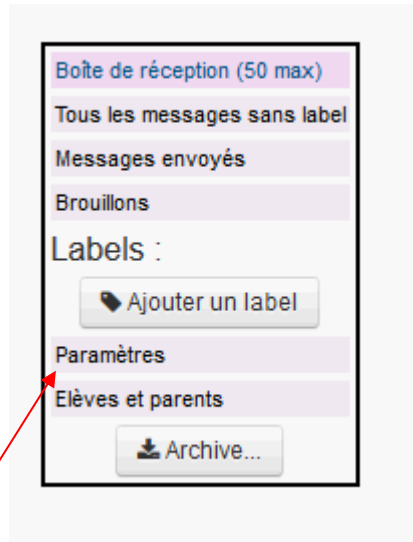 Boîte de réception (50 max)
Tous les messages sans label
Messages envoyés
Brouillons
Labels :
Ajouter un label
Paramètres
Elèves et parents
Archive...